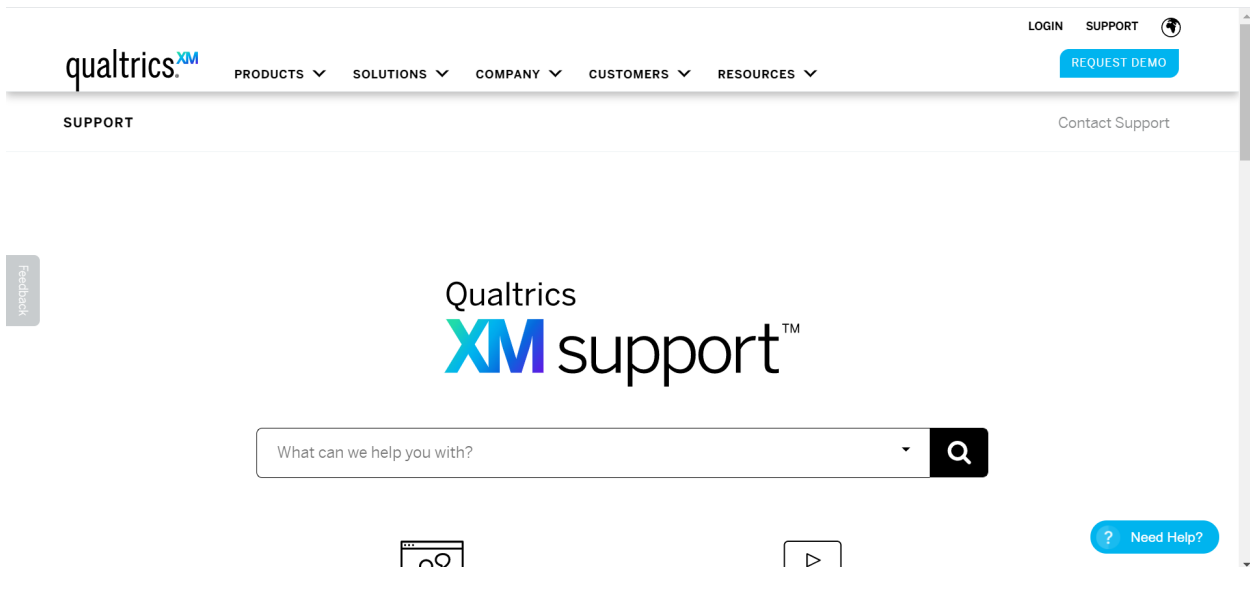 LOGIN SUPPORT
qualtrics.XM
PRODUCTS SOLUTIONS COMPANY CUSTOMERS RESOURCES
REQUEST DEMO
SUPPORT
Contact Support
Feedback
Qualtrics
XM support™
What can we help you with?
? Need Help?